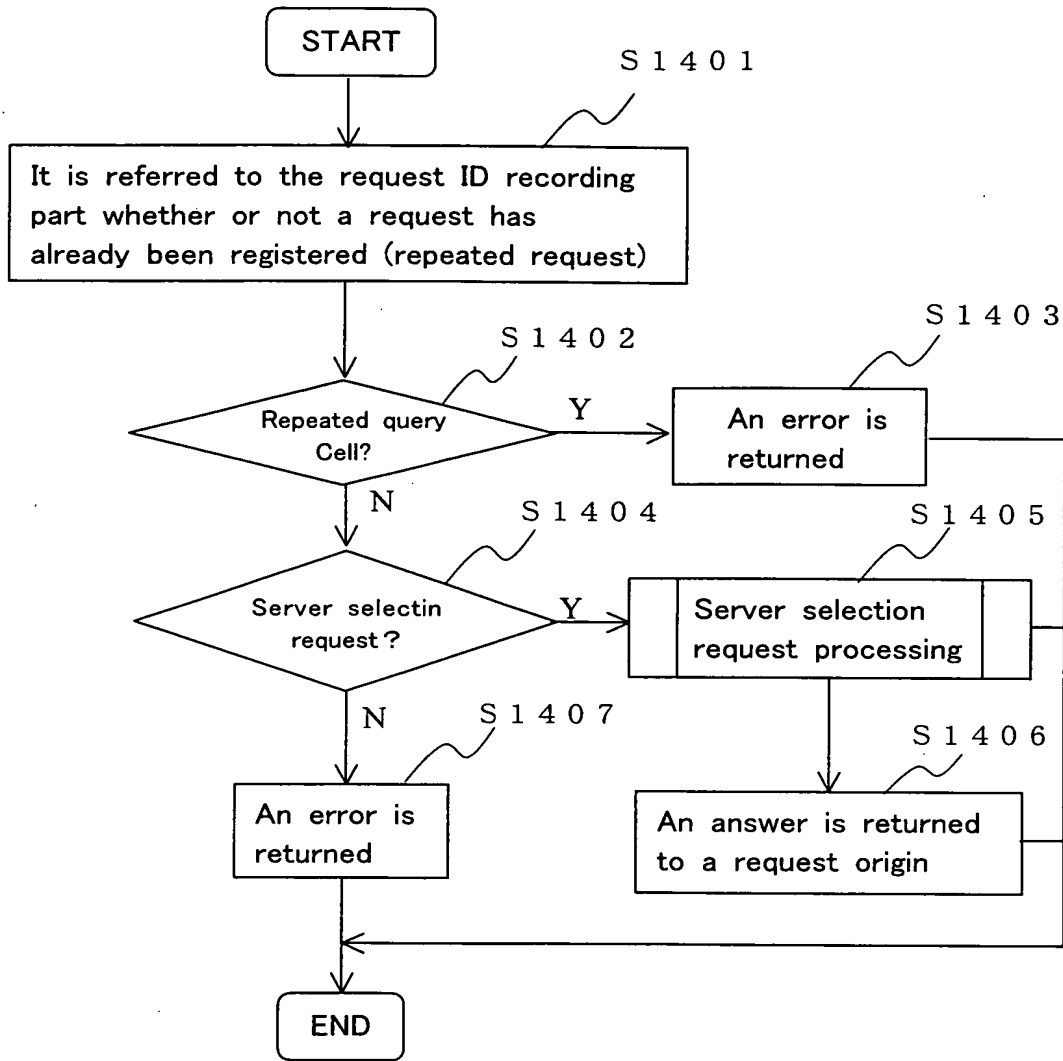 START
S1401
It is referred to the request ID recording
part whether or not a request has
already been registered (repeated request)
S1402
S1403
Repeated query
Cell?
Y
An error is
returned
N
S1404
S1405
Server selectin
request?
Y
Server selection
request processing
N
S1407
S1406
An error is
returned
An answer is returned
to a request origin
END